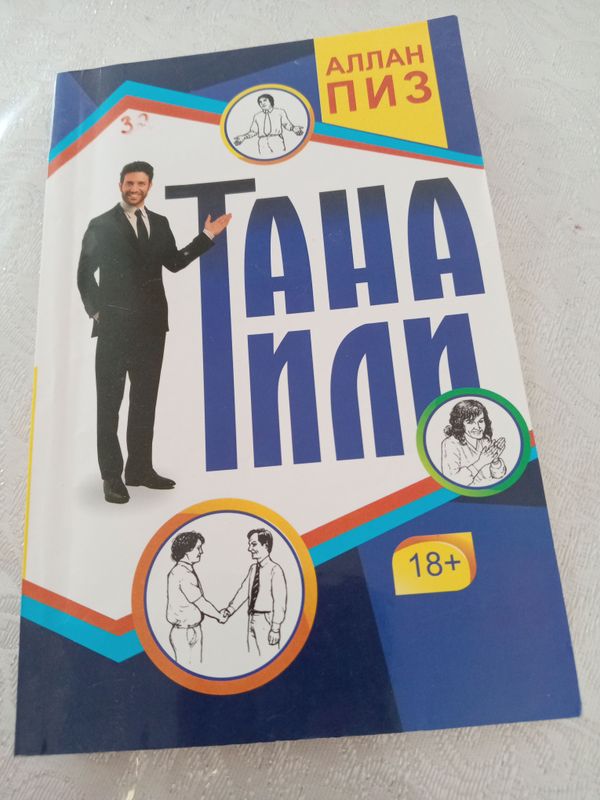 АЛЛАН
ПИЗ
ТАНА
ТИЛИ
18+